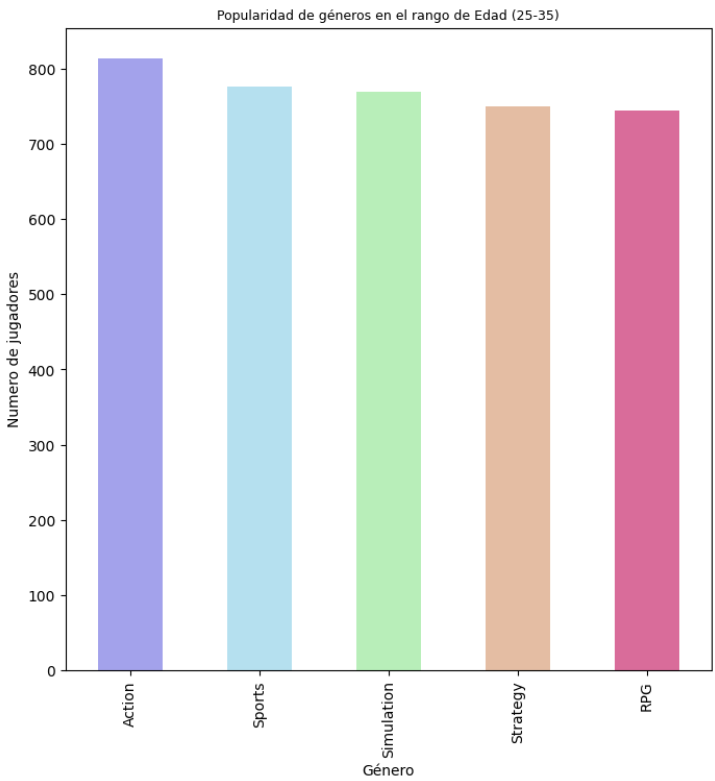 Popularidad de géneros en el rango de Edad (25-35)
Numero de jugadores
800
700
600
500
400
300
200
100
0
Action
Sports
Simulation
Strategy
RPG
Género